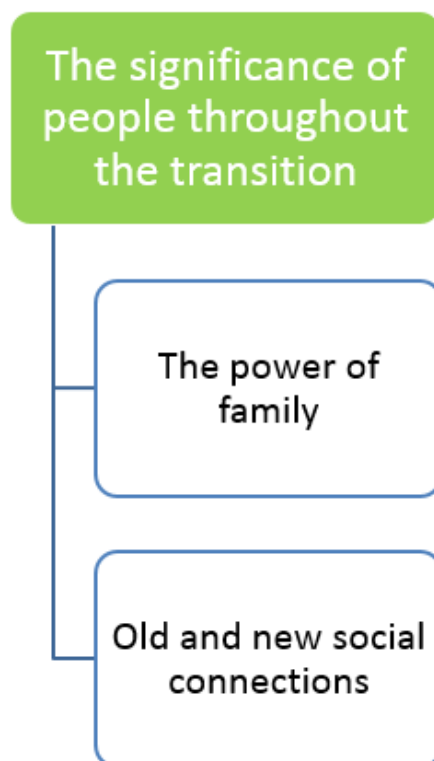 The significance of
people throughout
the transition
The power of
family
Old and new social
connections